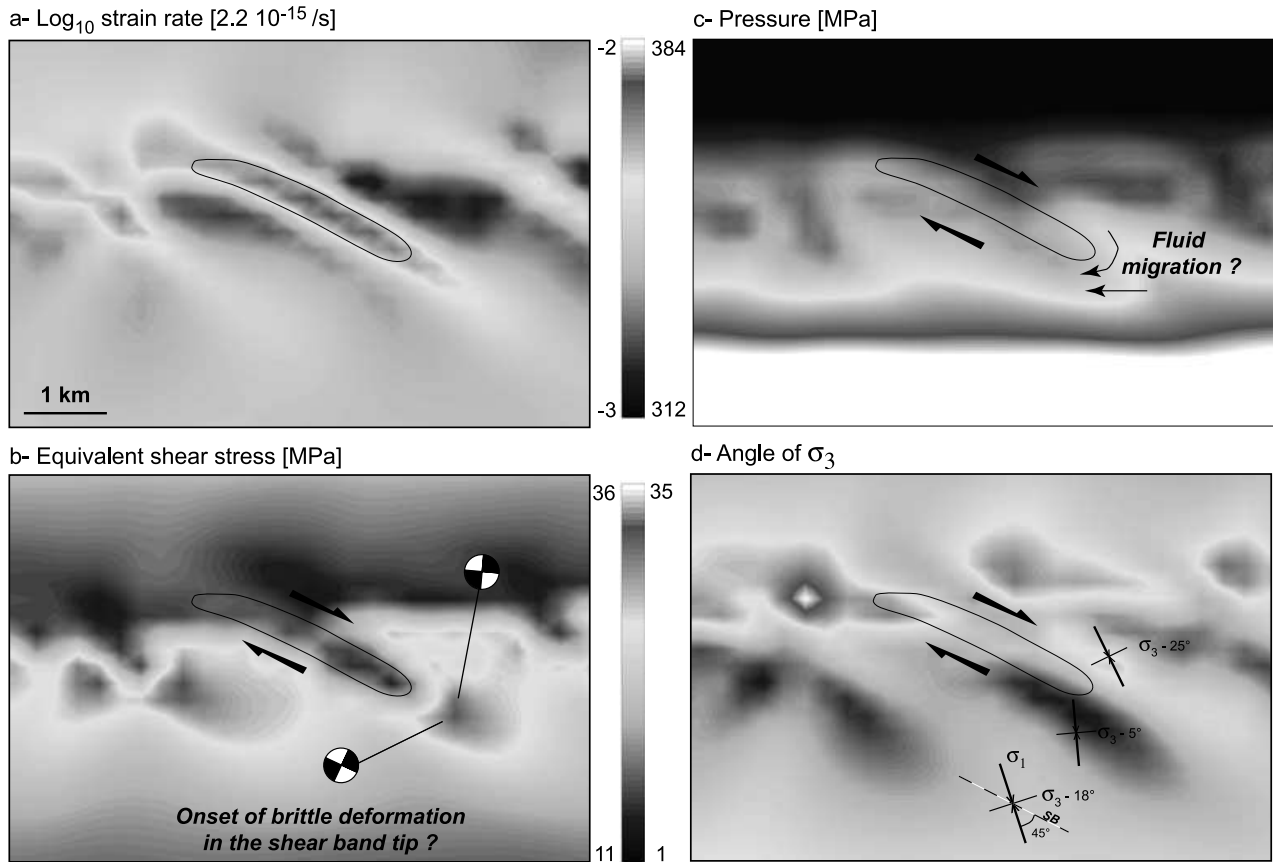 a- Log10 strain rate [2.2 10-15 /s]
-2
-3
1 km
c- Pressure [MPa]
384
312
Fluid
migration ?
b- Equivalent shear stress [MPa]
36
11
Onset of brittle deformation
in the shear band tip ?
d- Angle of σ3
35
1
σ3 - 25°
σ3 - 5°
σ1
σ3 - 18°
SB
45°